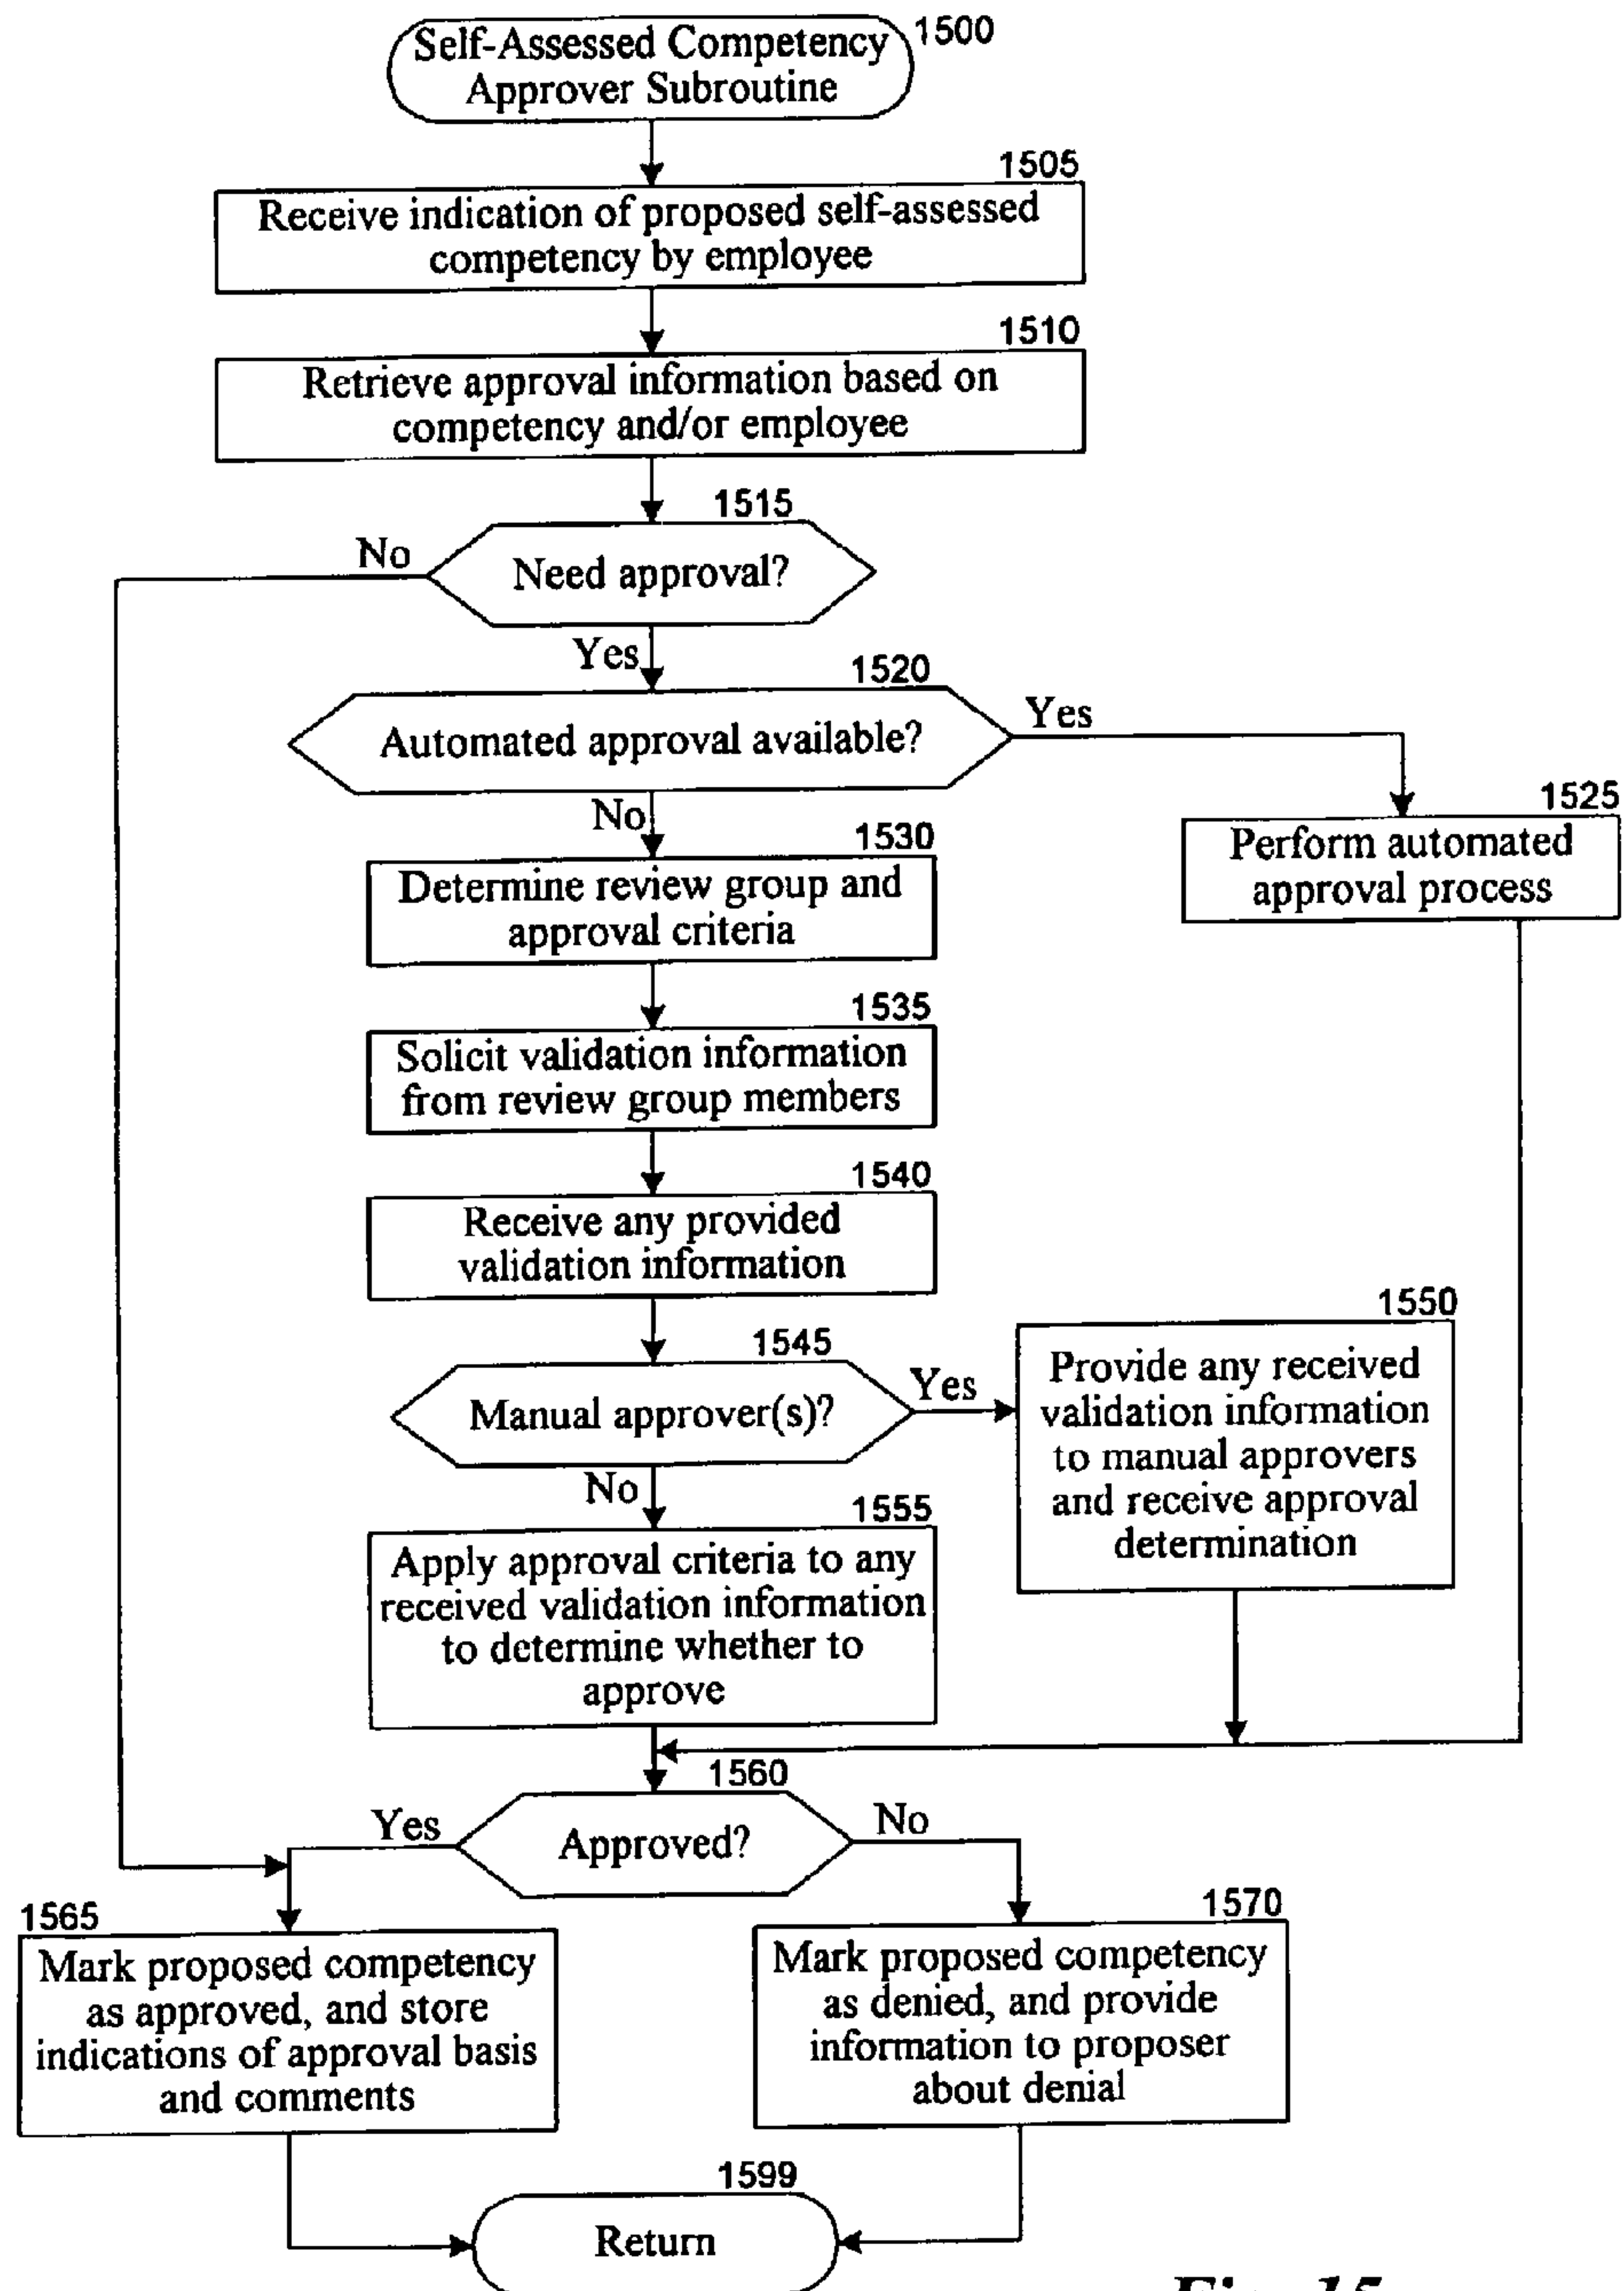 Self-Assessed Competency
Approver Subroutine
1500
1505
Receive indication of proposed self-assessed
competency by employee
1510
Retrieve approval information based on
competency and/or employee
1515
No
Need approval?
Yes
1520
Automated approval available?
Yes
No
1525
Perform automated
approval process
1530
Determine review group and
approval criteria
1535
Solicit validation information
from review group members
1540
Receive any provided
validation information
1545
Manual approver(s)?
Yes
No
1550
Provide any received
validation information
to manual approvers
and receive approval
determination
1555
Apply approval criteria to any
received validation information
to determine whether to
approve
1560
Yes
Approved?
No
1565
Mark proposed competency
as approved, and store
indications of approval basis
and comments
1570
Mark proposed competency
as denied, and provide
information to proposer
about denial
1599
Return
Fig. 15